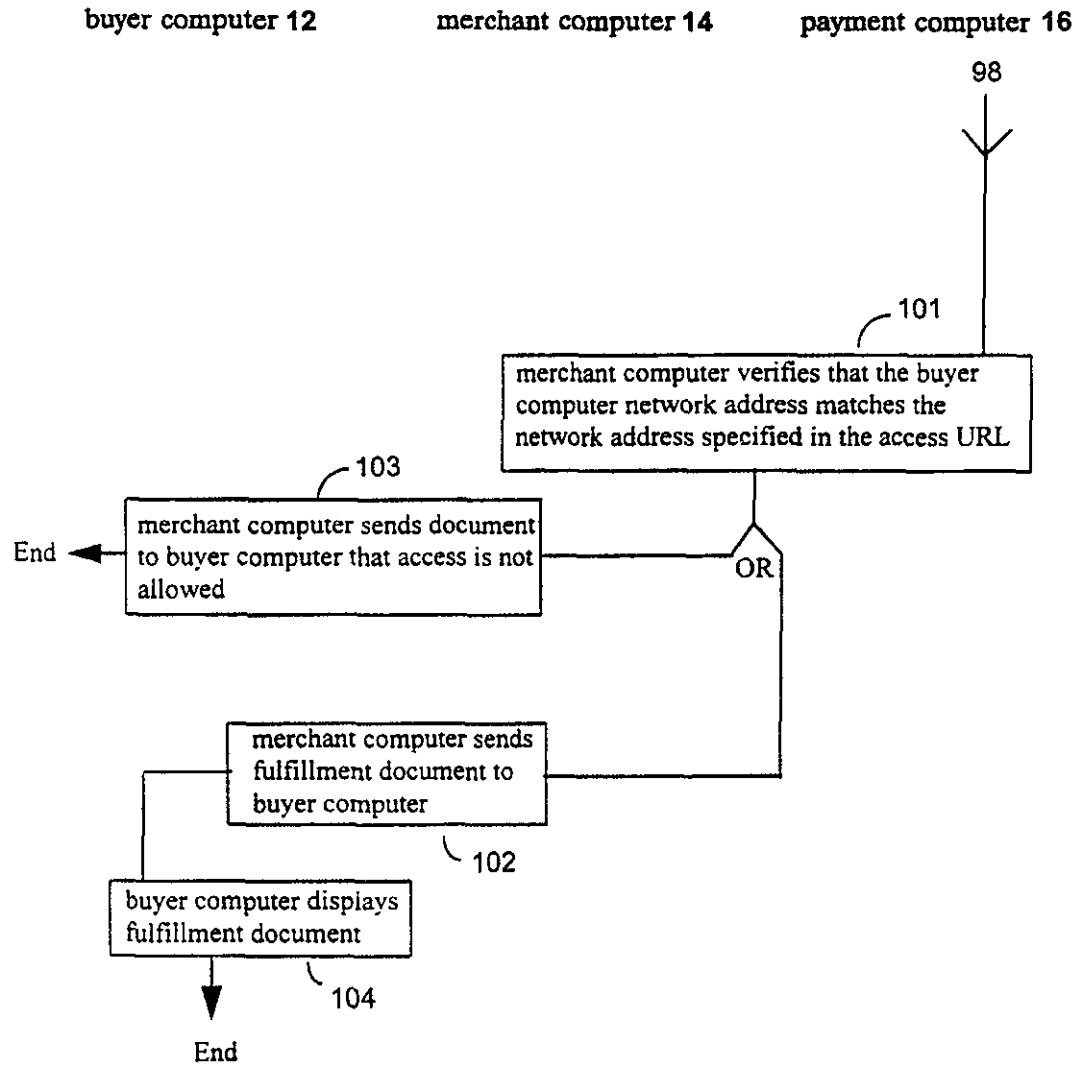 buyer computer 12 merchant computer 14 payment computer 16
98
101
merchant computer verifies that the buyer
computer network address matches the
network address specified in the access URL
103
merchant computer sends document
to buyer computer that access is not
allowed
End
OR
merchant computer sends
fulfillment document to
buyer computer
102
buyer computer displays
fulfillment document
104
End